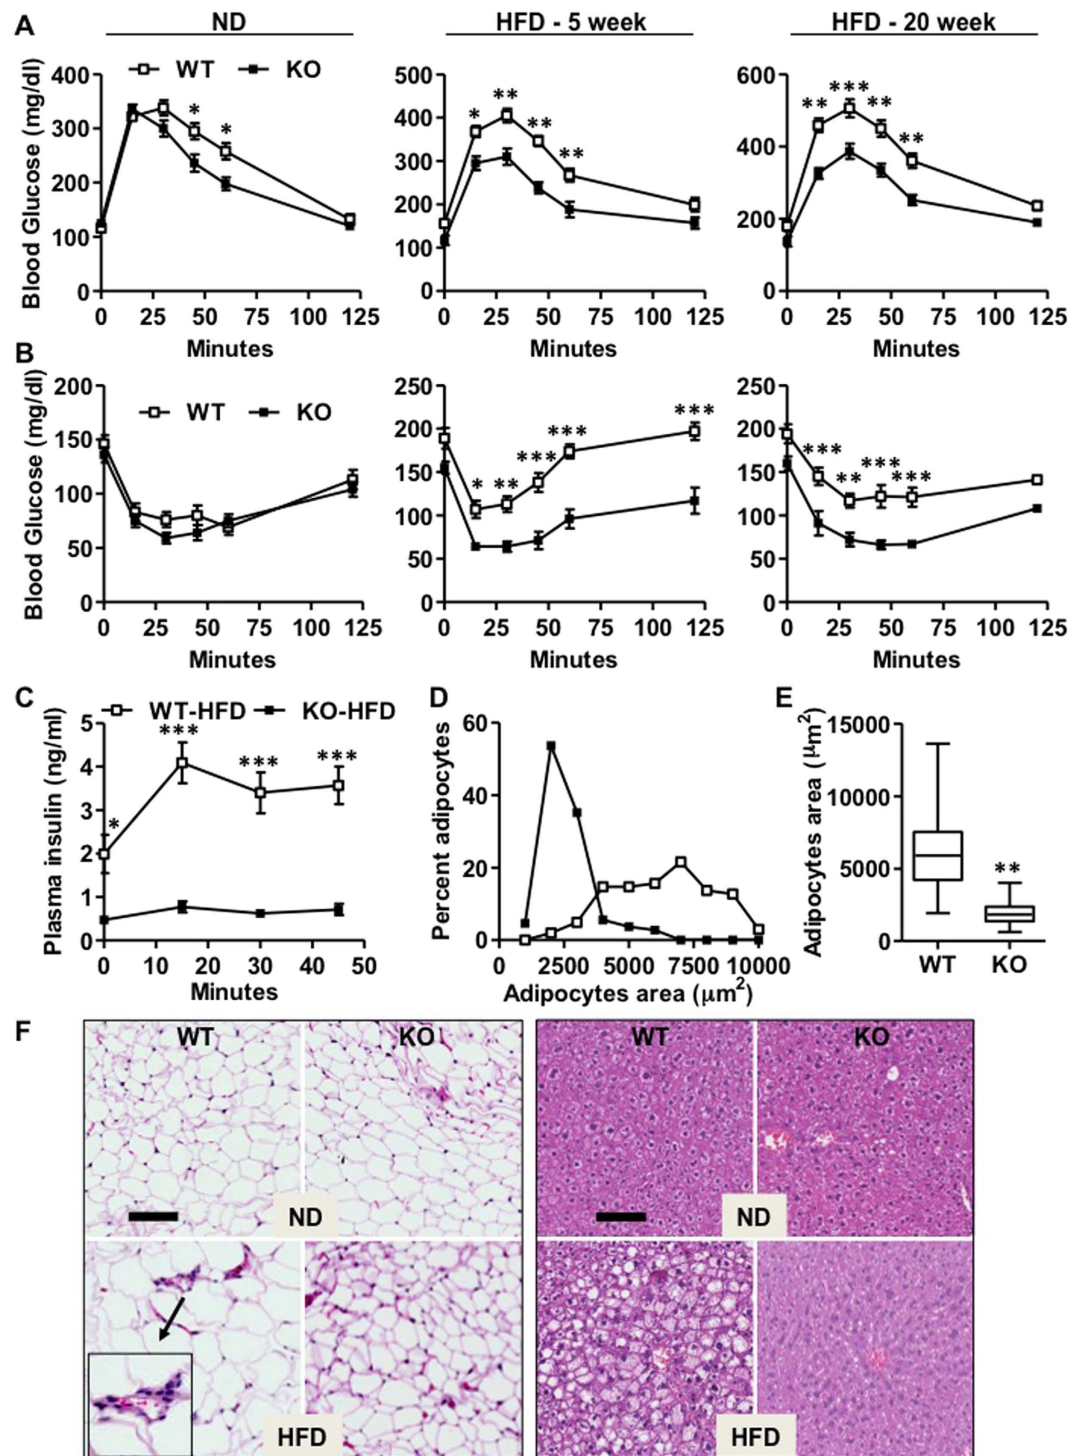 A ND HFD - 5 week HFD - 20 week
WT KO
Blood Glucose (mg/dl)
400
300
200
100
0
* *
0 25 50 75 100 125
Minutes
500
400
300
200
100
0
* ** ** **
0 25 50 75 100 125
Minutes
600
400
200
0
** *** ** **
0 25 50 75 100 125
Minutes
B
WT KO
Blood Glucose (mg/dl)
200
150
100
50
0
0 25 50 75 100 125
Minutes
250
200
150
100
50
0
* ** *** *** ***
0 25 50 75 100 125
Minutes
250
200
150
100
50
0
*** ** *** ***
0 25 50 75 100 125
Minutes
C
WT-HFD KO-HFD
Plasma insulin (ng/ml)
5
4
3
2
1
0
* *** *** ***
0 10 20 30 40 50
Minutes
D
Percent adipocytes
60
40
20
0
0 2500 5000 7500 10000
Adipocytes area (μm²)
E
Adipocytes area (μm²)
15000
10000
5000
0
**
WT KO
F
WT KO
ND
HFD
WT KO
ND
HFD